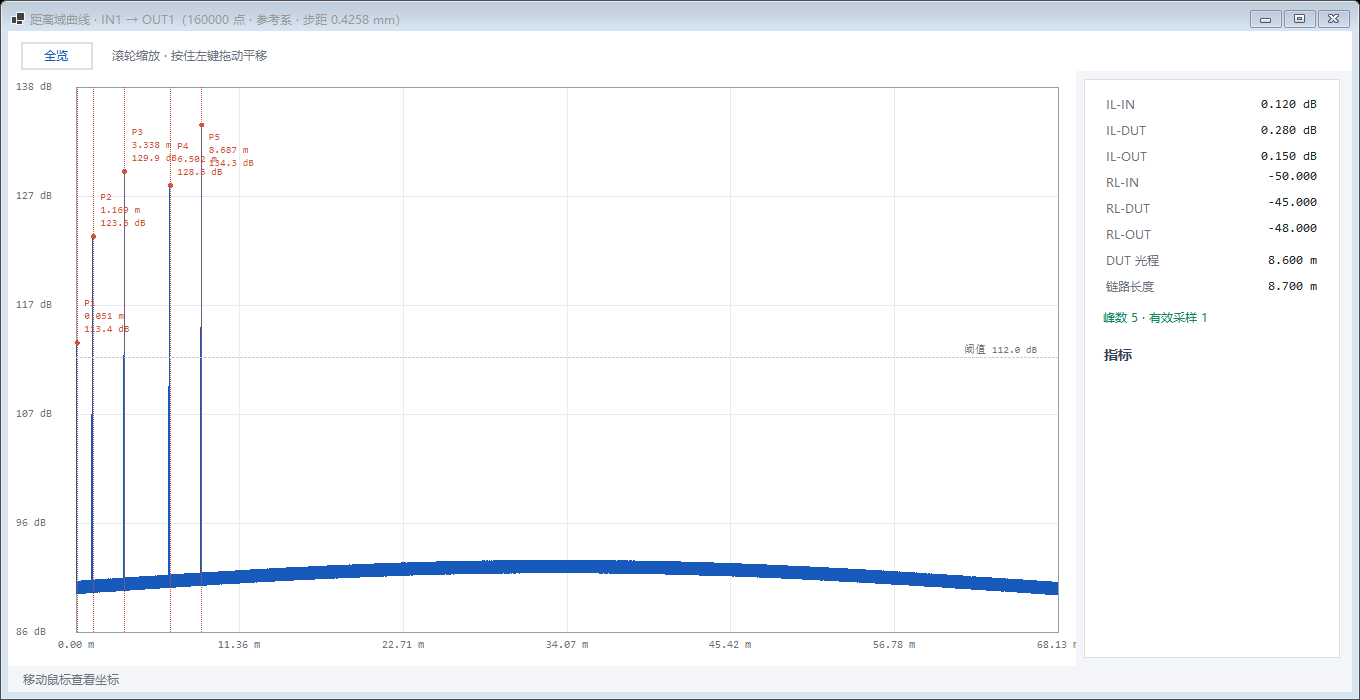 距离域曲线 · IN1 → OUT1（160000 点 · 参考系 · 步距 0.4258 mm）
全览
滚轮缩放 · 按住左键拖动平移
138 dB
127 dB
117 dB
107 dB
96 dB
86 dB
P1
0.051 m
113.4 dB
P2
1.169 m
123.6 dB
P3
3.338 m
129.9 dB
P4
6.502 m
128.5 dB
P5
8.687 m
134.3 dB
阈值 112.0 dB
0.00 m
11.36 m
22.71 m
34.07 m
45.42 m
56.78 m
68.13 m
IL-IN 0.120 dB
IL-DUT 0.280 dB
IL-OUT 0.150 dB
RL-IN -50.000
RL-DUT -45.000
RL-OUT -48.000
DUT 光程 8.600 m
链路长度 8.700 m
峰数 5 · 有效采样 1
指标
移动鼠标查看坐标